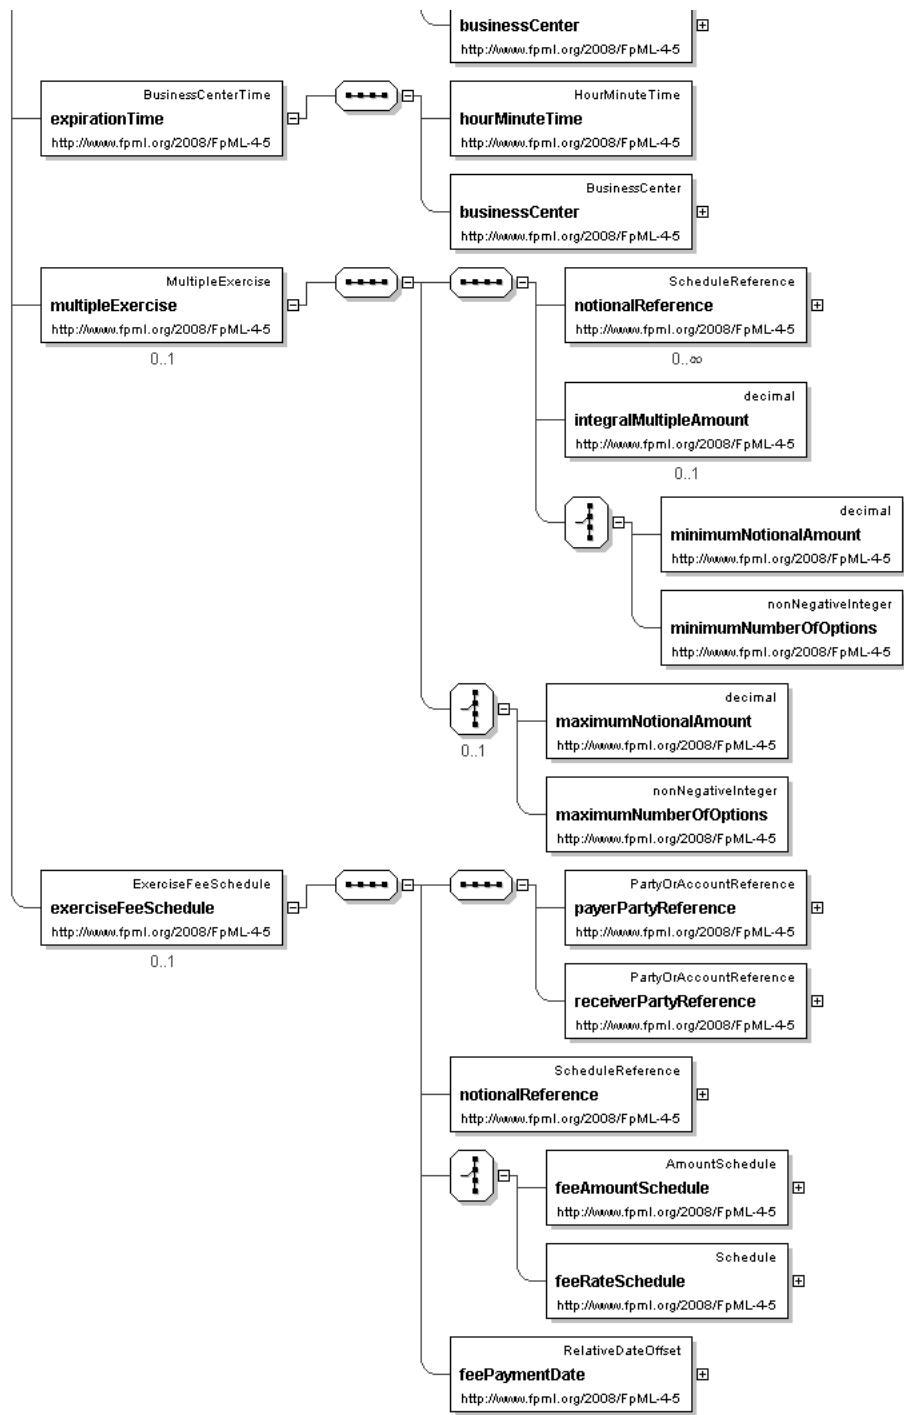 businessCenter
http://www.fpml.org/2008/FpML-4-5
BusinessCenterTime
expirationTime
http://www.fpml.org/2008/FpML-4-5
HourMinuteTime
hourMinuteTime
http://www.fpml.org/2008/FpML-4-5
BusinessCenter
businessCenter
http://www.fpml.org/2008/FpML-4-5
MultipleExercise
multipleExercise
http://www.fpml.org/2008/FpML-4-5
0..1
ScheduleReference
notionalReference
http://www.fpml.org/2008/FpML-4-5
0..∞
decimal
integralMultipleAmount
http://www.fpml.org/2008/FpML-4-5
0..1
decimal
minimumNotionalAmount
http://www.fpml.org/2008/FpML-4-5
nonNegativeInteger
minimumNumberOfOptions
http://www.fpml.org/2008/FpML-4-5
0..1
decimal
maximumNotionalAmount
http://www.fpml.org/2008/FpML-4-5
nonNegativeInteger
maximumNumberOfOptions
http://www.fpml.org/2008/FpML-4-5
ExerciseFeeSchedule
exerciseFeeSchedule
http://www.fpml.org/2008/FpML-4-5
0..1
PartyOrAccountReference
payerPartyReference
http://www.fpml.org/2008/FpML-4-5
PartyOrAccountReference
receiverPartyReference
http://www.fpml.org/2008/FpML-4-5
ScheduleReference
notionalReference
http://www.fpml.org/2008/FpML-4-5
AmountSchedule
feeAmountSchedule
http://www.fpml.org/2008/FpML-4-5
Schedule
feeRateSchedule
http://www.fpml.org/2008/FpML-4-5
RelativeDateOffset
feePaymentDate
http://www.fpml.org/2008/FpML-4-5